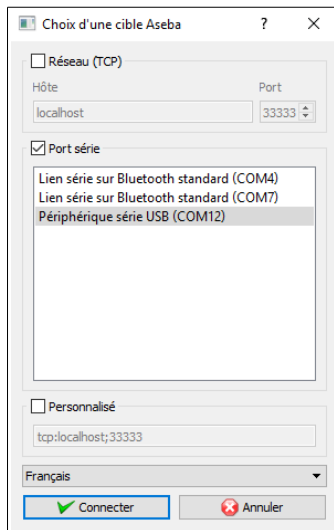 Choix d'une cible Aseba ?
Réseau (TCP)
Hôte Port
localhost 33333
Port série
Lien série sur Bluetooth standard (COM4)
Lien série sur Bluetooth standard (COM7)
Périphérique série USB (COM12)
Personnalisé
tcp:localhost;33333
Français
Connecter Annuler